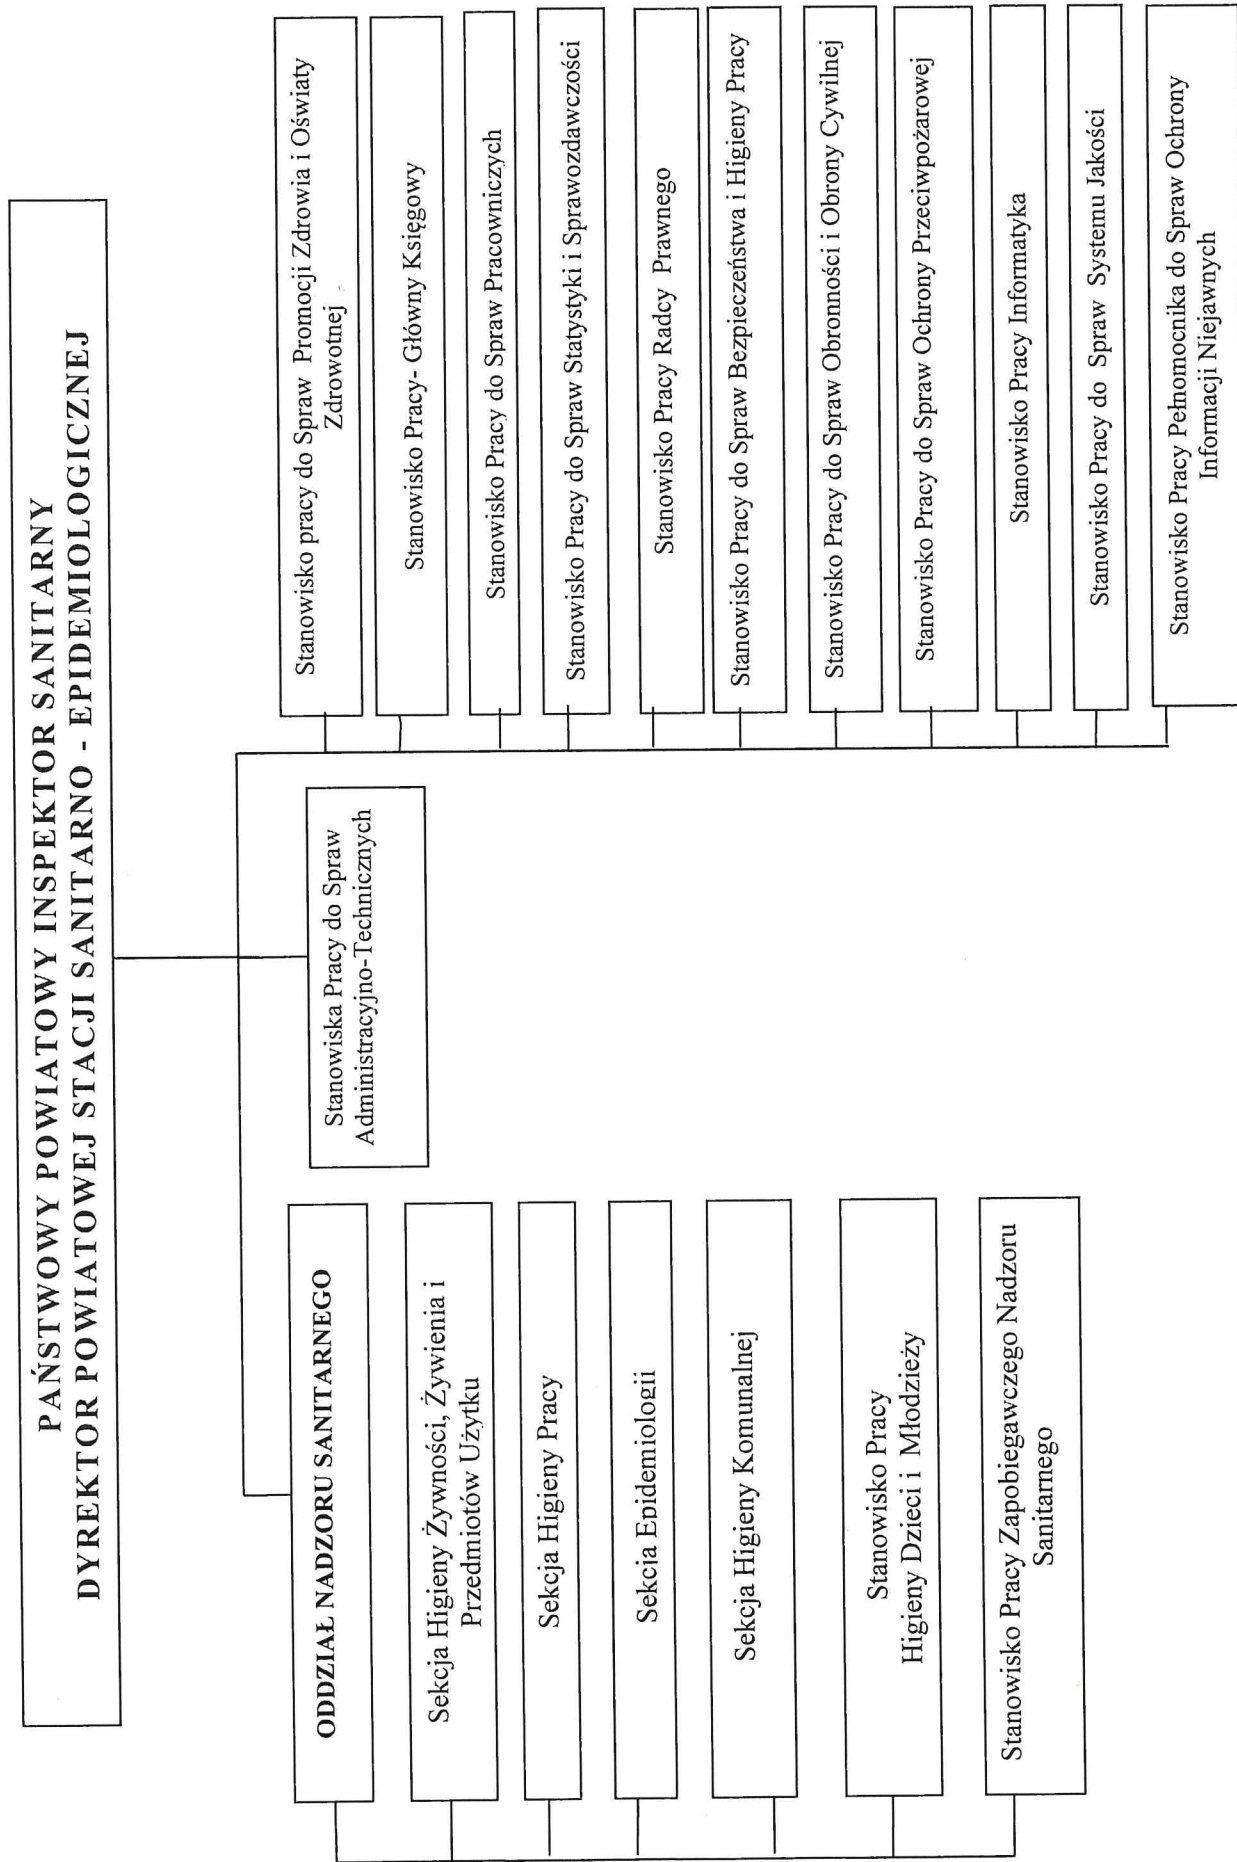 PAŃSTWOWY POWIATOWY INSPEKTOR SANITARNY
DYREKTOR POWIATOWEJ STACJI SANITARNO - EPIDEMIOLOGICZNEJ
ODDZIAŁ NADZORU SANITARNEGO
Sekcja Higieny Żywności, Żywienia i
Przedmiotów Użytku
Sekcja Higieny Pracy
Sekcja Epidemiologii
Sekcja Higieny Komunalnej
Stanowisko Pracy
Higieny Dzieci i Młodzieży
Stanowisko Pracy Zapobiegawczego Nadzoru
Sanitarnego
Stanowiska Pracy do Spraw
Administracyjno-Technicznych
Stanowisko pracy do Spraw Promocji Zdrowia i Oświaty
Zdrowotnej
Stanowisko Pracy- Główny Księgowy
Stanowisko Pracy do Spraw Pracowniczych
Stanowisko Pracy do Spraw Statystyki i Sprawozdawczości
Stanowisko Pracy Radcy Prawnego
Stanowisko Pracy do Spraw Bezpieczeństwa i Higieny Pracy
Stanowisko Pracy do Spraw Obronności i Obrony Cywilnej
Stanowisko Pracy do Spraw Ochrony Przeciwpożarowej
Stanowisko Pracy Informatyka
Stanowisko Pracy do Spraw Systemu Jakości
Stanowisko Pracy Pełnomocnika do Spraw Ochrony
Informacji Niejawnych